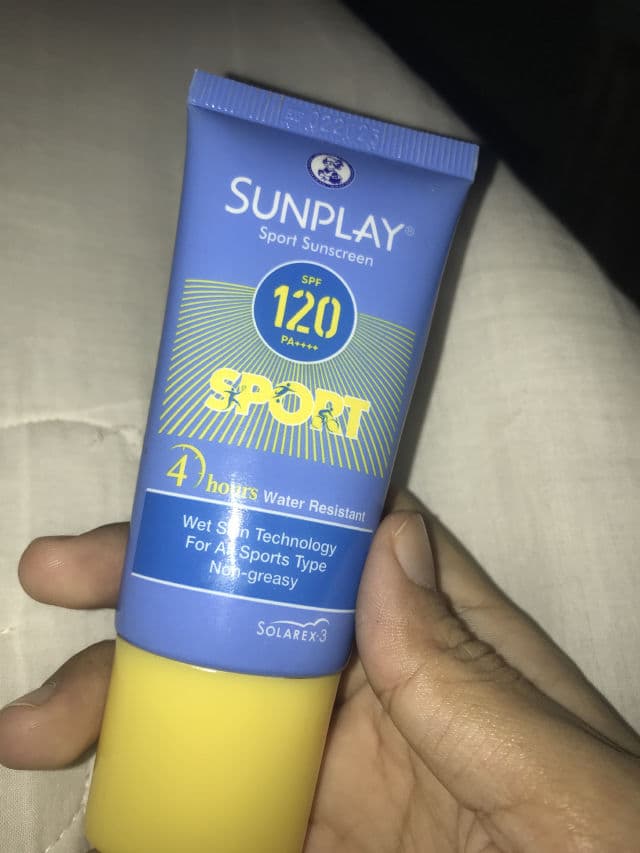 SUNPLAY®
Sport Sunscreen
SPF
120
PA++++
SPORT
4 hours Water Resistant
Wet Skin Technology
For All Sports Type
Non-greasy
SOLAREX-3